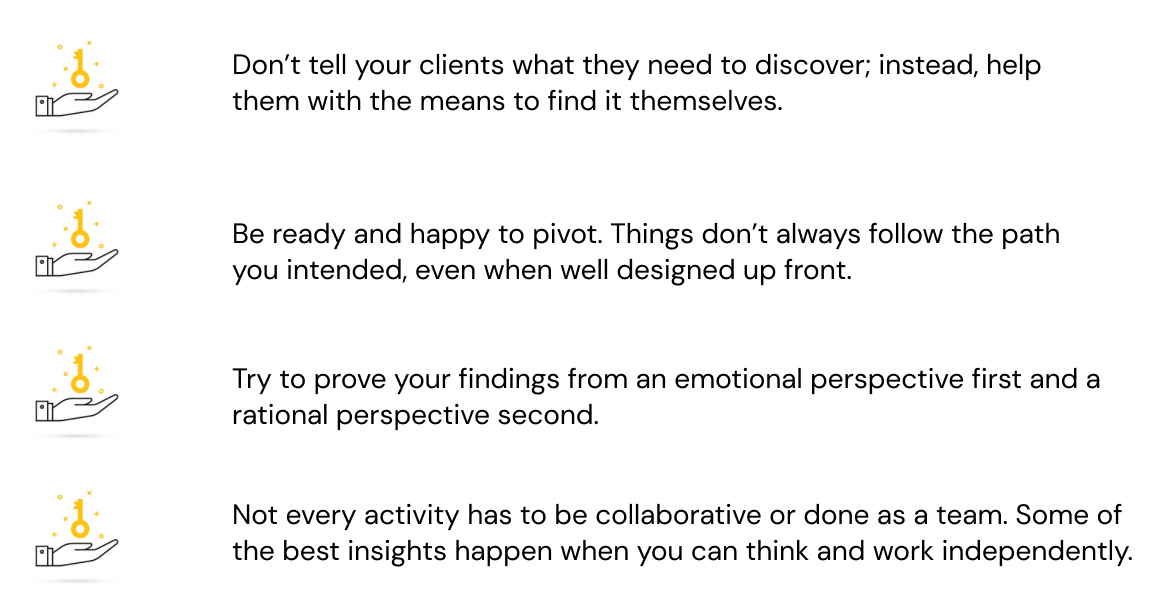 Don’t tell your clients what they need to discover; instead, help
them with the means to find it themselves.
Be ready and happy to pivot. Things don’t always follow the path
you intended, even when well designed up front.
Try to prove your findings from an emotional perspective first and a
rational perspective second.
Not every activity has to be collaborative or done as a team. Some of
the best insights happen when you can think and work independently.